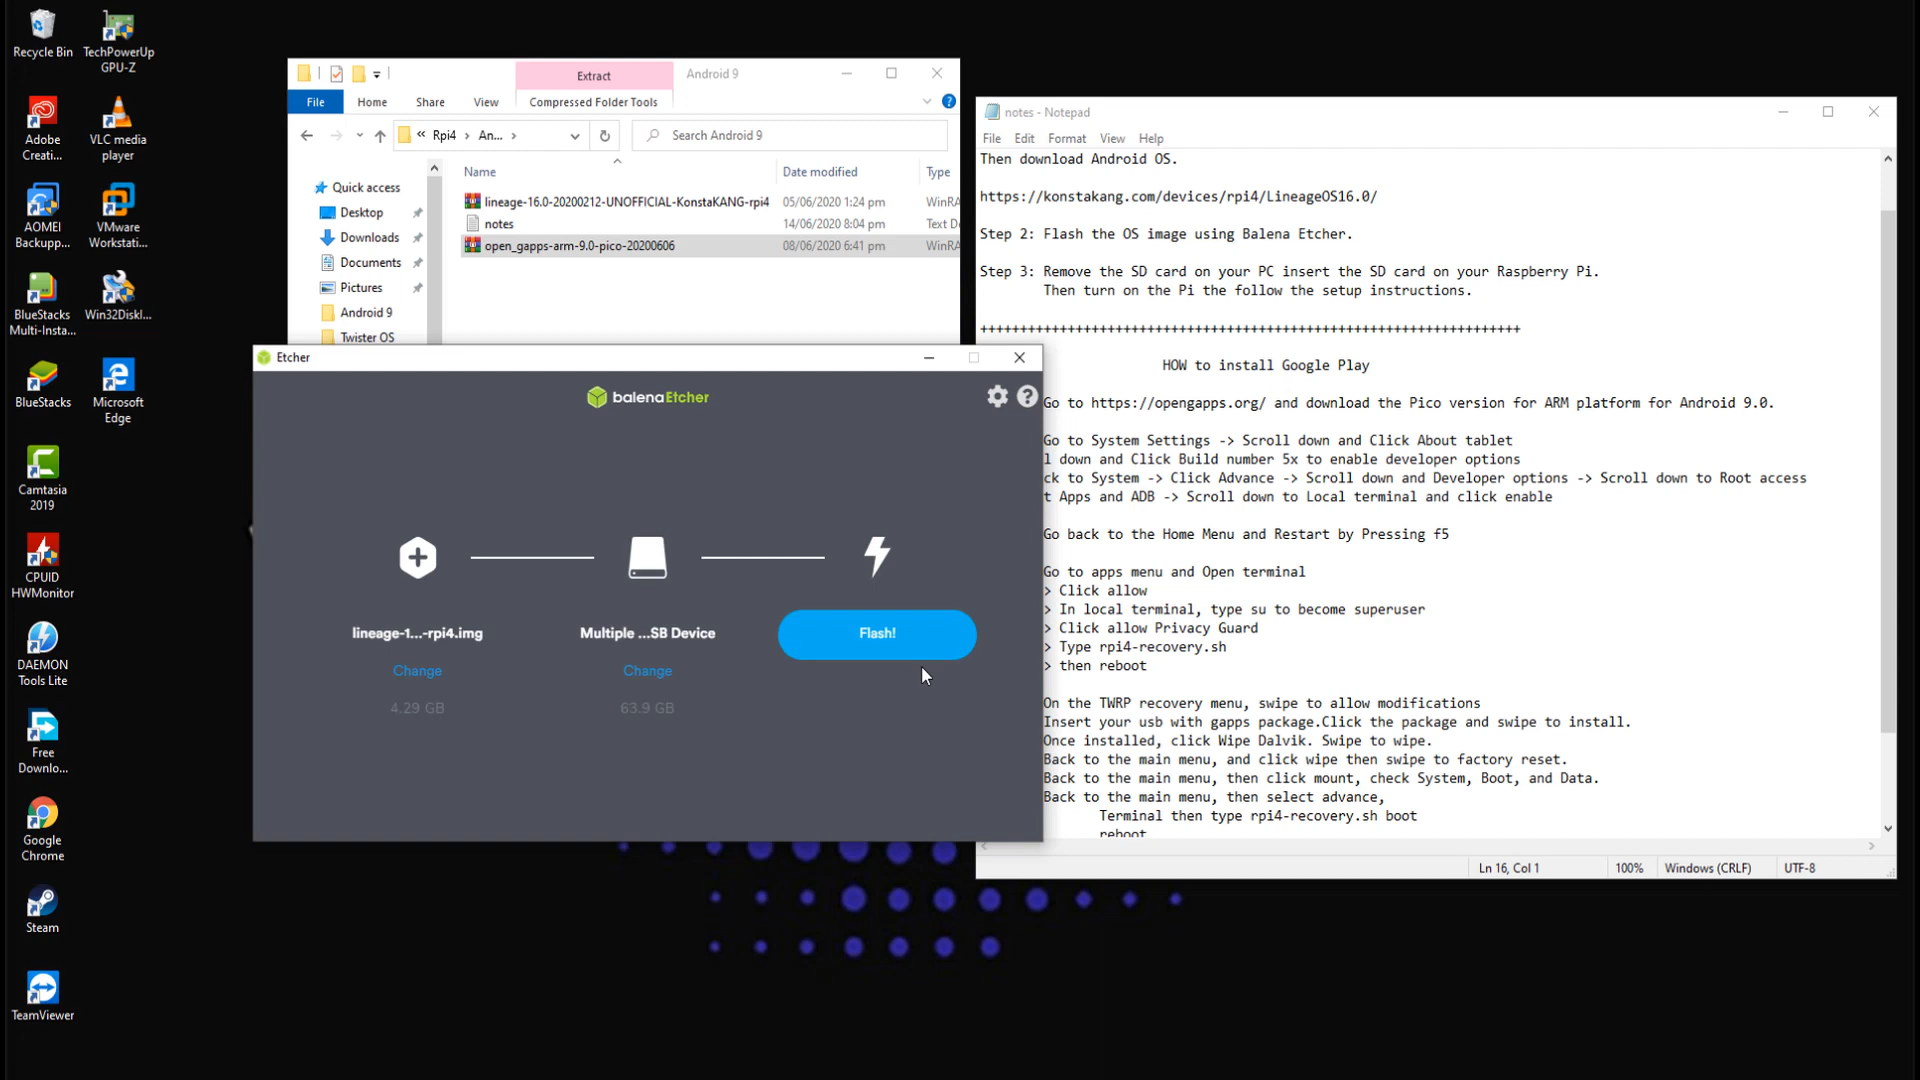 Recycle Bin
TechPowerUp
GPU-Z
Adobe
Creati...
VLC media
player
AOMEI
Backupp...
VMware
Workstati...
BlueStacks
Multi-Insta...
Win32DiskI...
BlueStacks
Microsoft
Edge
Camtasia
2019
CPUID
HWMonitor
DAEMON
Tools Lite
Free
Downlo...
Google
Chrome
Steam
TeamViewer
Extract
Android 9
File
Home
Share
View
Compressed Folder Tools
« Rpi4 > An... >
Search Android 9
Name
Date modified
Type
Quick access
Desktop
Downloads
Documents
Pictures
Android 9
Twister OS
lineage-16.0-20200212-UNOFFICIAL-KonstaKANG-rpi4 05/06/2020 1:24 pm WinRA
notes 14/06/2020 8:04 pm Text D
open_gapps-arm-9.0-pico-20200606 08/06/2020 6:41 pm WinRA
Etcher
balenaEtcher
lineage-1...-rpi4.img
Multiple ...SB Device
Flash!
Change
Change
4.29 GB
63.9 GB
notes - Notepad
File Edit Format View Help
Then download Android OS.
https://konstakang.com/devices/rpi4/LineageOS16.0/
Step 2: Flash the OS image using Balena Etcher.
Step 3: Remove the SD card on your PC insert the SD card on your Raspberry Pi.
Then turn on the Pi the follow the setup instructions.
++++++++++++++++++++++++++++++++++++++++++++++++++++++++++++++++++++
HOW to install Google Play
Go to https://opengapps.org/ and download the Pico version for ARM platform for Android 9.0.
Go to System Settings -> Scroll down and Click About tablet
l down and Click Build number 5x to enable developer options
ck to System -> Click Advance -> Scroll down and Developer options -> Scroll down to Root access
t Apps and ADB -> Scroll down to Local terminal and click enable
Go back to the Home Menu and Restart by Pressing f5
Go to apps menu and Open terminal
> Click allow
> In local terminal, type su to become superuser
> Click allow Privacy Guard
> Type rpi4-recovery.sh
> then reboot
On the TWRP recovery menu, swipe to allow modifications
Insert your usb with gapps package.Click the package and swipe to install.
Once installed, click Wipe Dalvik. Swipe to wipe.
Back to the main menu, and click wipe then swipe to factory reset.
Back to the main menu, then click mount, check System, Boot, and Data.
Back to the main menu, then select advance,
Terminal then type rpi4-recovery.sh boot
reboot
Ln 16, Col 1
100%
Windows (CRLF)
UTF-8